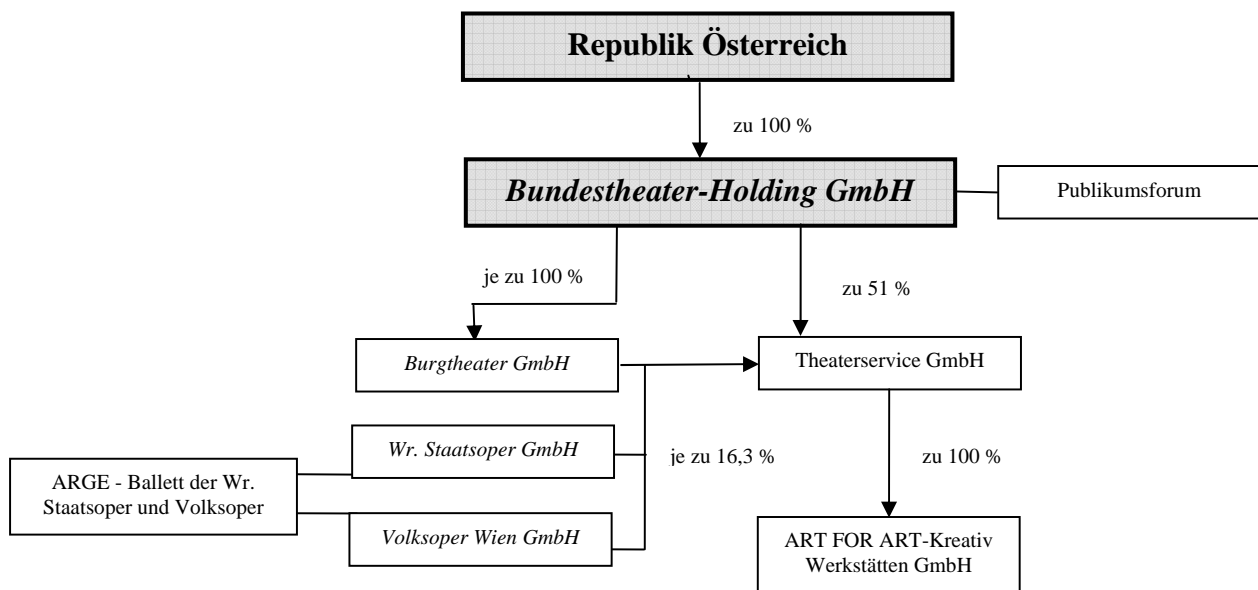 Republik Österreich
zu 100 %
Bundestheater-Holding GmbH
Publikumsforum
je zu 100 %
zu 51 %
Burgtheater GmbH
Theaterservice GmbH
Wr. Staatsoper GmbH
je zu 16,3 %
zu 100 %
ARGE - Ballett der Wr.
Staatsoper und Volksoper
Volksoper Wien GmbH
ART FOR ART-Kreativ
Werkstätten GmbH